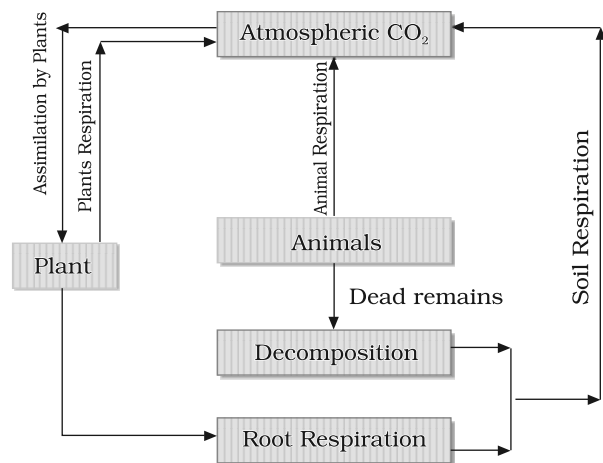 Atmospheric CO₂
Assimilation by Plants
Plants Respiration
Animal Respiration
Soil Respiration
Animals
Plant
Dead remains
Decomposition
Root Respiration